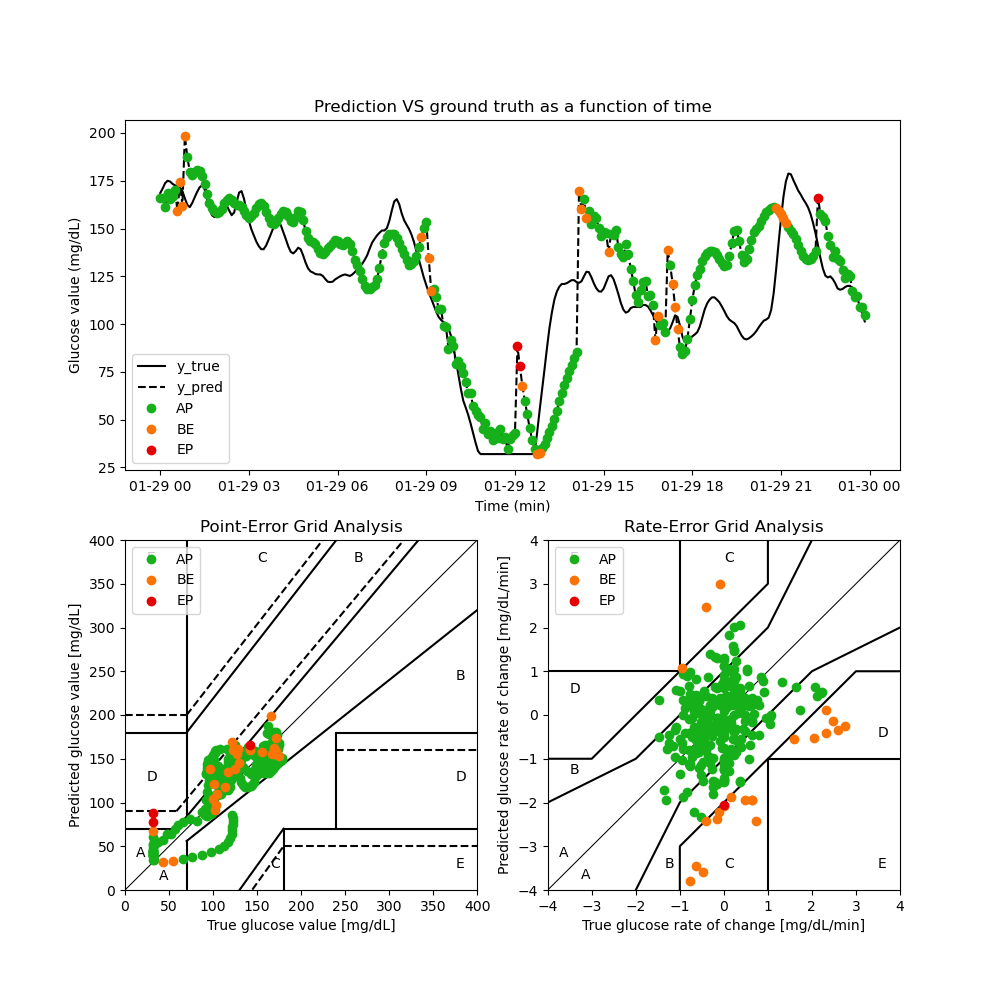 Prediction VS ground truth as a function of time
Glucose value (mg/dL)
200
175
150
125
100
75
50
25
y_true
y_pred
AP
BE
EP
01-29 00 01-29 03 01-29 06 01-29 09 01-29 12 01-29 15 01-29 18 01-29 21 01-30 00
Time (min)
Point-Error Grid Analysis
Predicted glucose value [mg/dL]
400
350
300
250
200
150
100
50
0
AP
BE
EP
C
B
B
D
D
A
A
C
E
0 50 100 150 200 250 300 350 400
True glucose value [mg/dL]
Rate-Error Grid Analysis
Predicted glucose rate of change [mg/dL/min]
4
3
2
1
0
−1
−2
−3
−4
AP
BE
EP
C
D
D
B
A
A
B
C
E
−4 −3 −2 −1 0 1 2 3 4
True glucose rate of change [mg/dL/min]